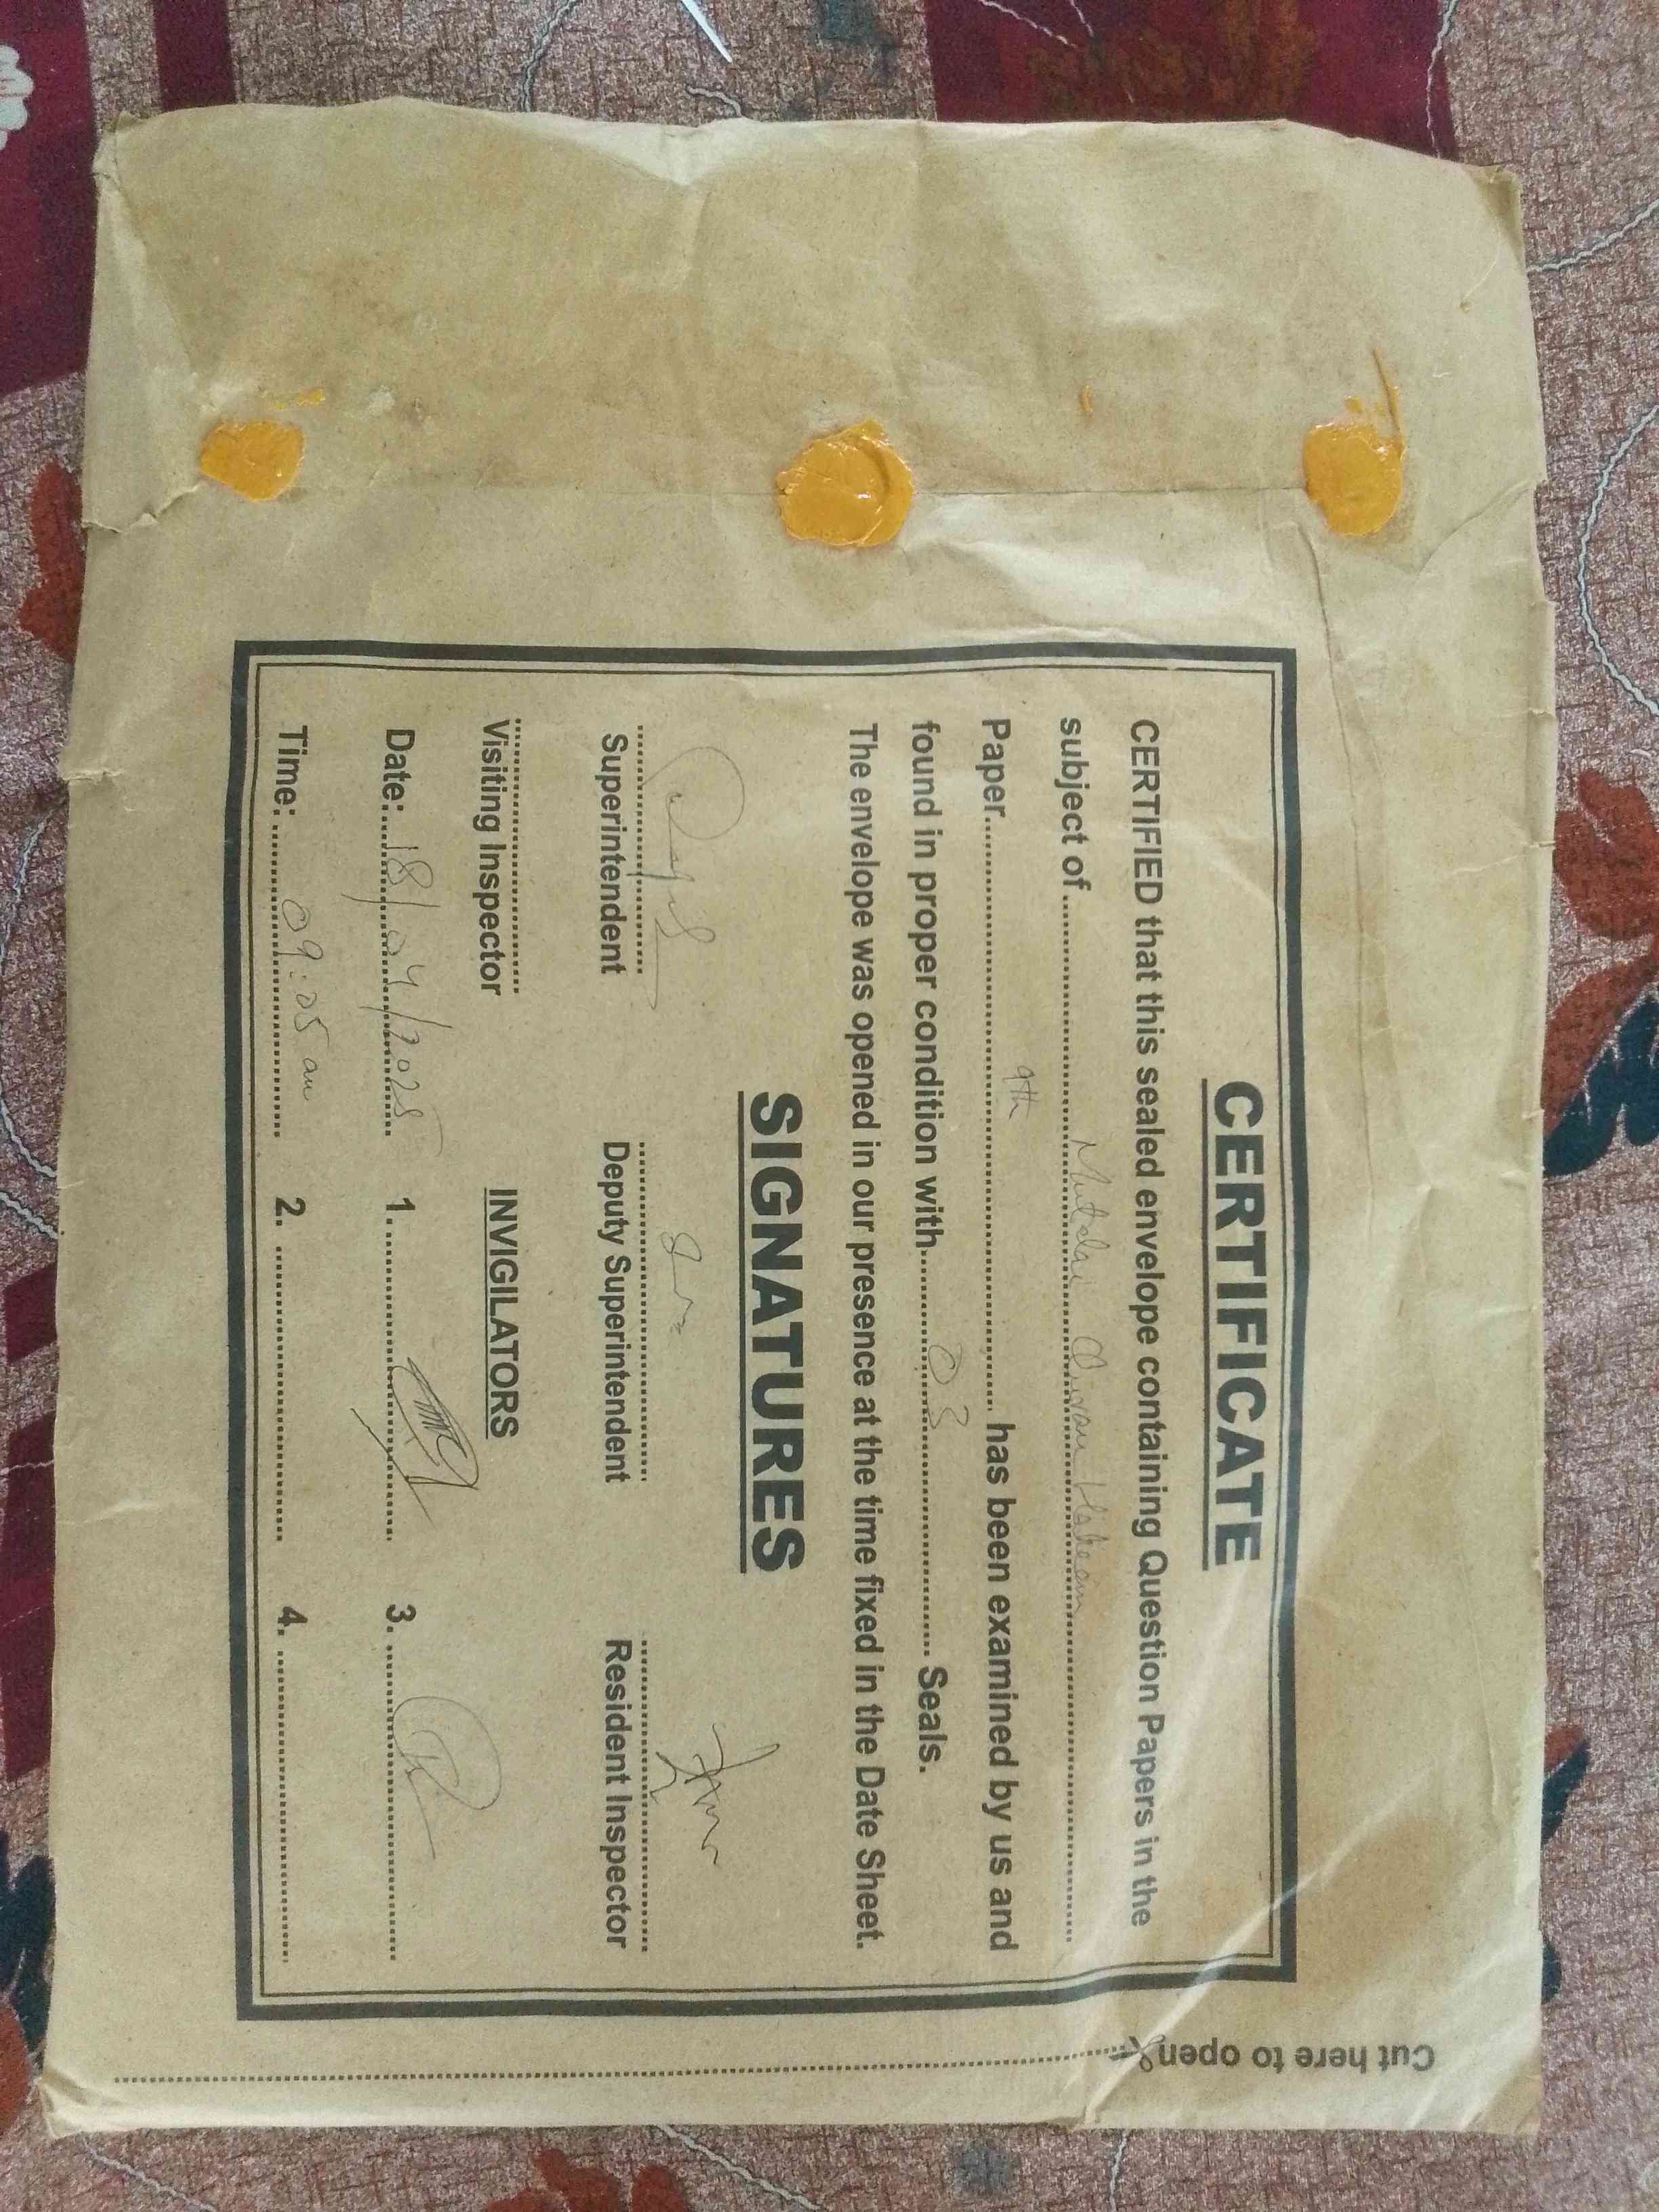 CERTIFICATE
CERTIFIED that this sealed envelope containing Question Papers in the
subject of..........Mutala Quran Hakeem..........
Paper..........9th.......... has been examined by us and
found in proper condition with..........03.......... Seals.
The envelope was opened in our presence at the time fixed in the Date Sheet.
SIGNATURES
Superintendent Deputy Superintendent Resident Inspector
Visiting Inspector INVIGILATORS
Date:...18/04/2025 1. .......... 3. ..........
Time: ....09:05 am 2. .......... 4. ..........
Cut here to open